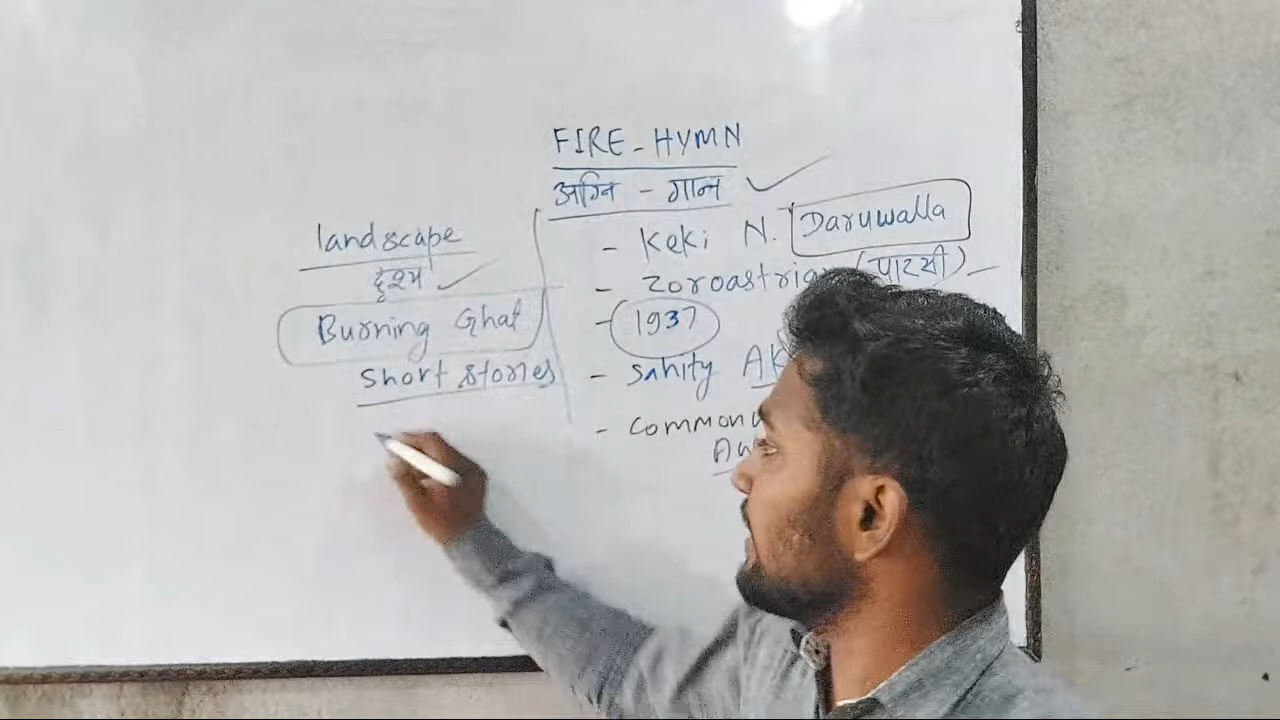 FIRE-HYMN
अग्नि - गान
- Keki N. Daruwalla
- Zoroastrian (पारसी) -
- 1937
- Sahity AK
- Common
Aw
landscape
दृश्य
Burning Ghat
short stories